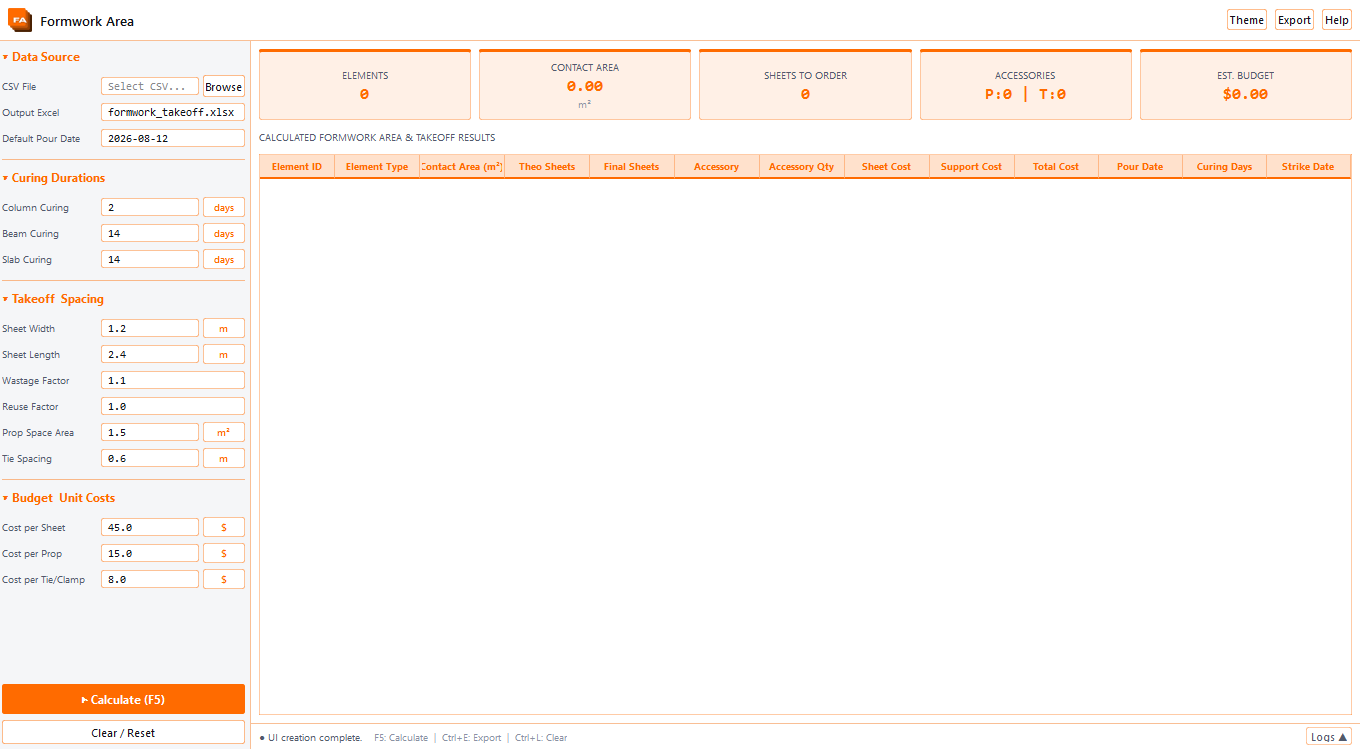 FA Formwork Area
Theme Export Help
▾ Data Source
CSV File Select CSV... Browse
Output Excel formwork_takeoff.xlsx
Default Pour Date 2026-08-12
▾ Curing Durations
Column Curing 2 days
Beam Curing 14 days
Slab Curing 14 days
▾ Takeoff Spacing
Sheet Width 1.2 m
Sheet Length 2.4 m
Wastage Factor 1.1
Reuse Factor 1.0
Prop Space Area 1.5 m²
Tie Spacing 0.6 m
▾ Budget Unit Costs
Cost per Sheet 45.0 $
Cost per Prop 15.0 $
Cost per Tie/Clamp 8.0 $
Calculate (F5)
Clear / Reset
ELEMENTS
0
CONTACT AREA
0.00
m²
SHEETS TO ORDER
0
ACCESSORIES
P:0 | T:0
EST. BUDGET
$0.00
CALCULATED FORMWORK AREA & TAKEOFF RESULTS
Element ID Element Type Contact Area (m²) Theo Sheets Final Sheets Accessory Accessory Qty Sheet Cost Support Cost Total Cost Pour Date Curing Days Strike Date
● UI creation complete. F5: Calculate | Ctrl+E: Export | Ctrl+L: Clear
Logs ▲